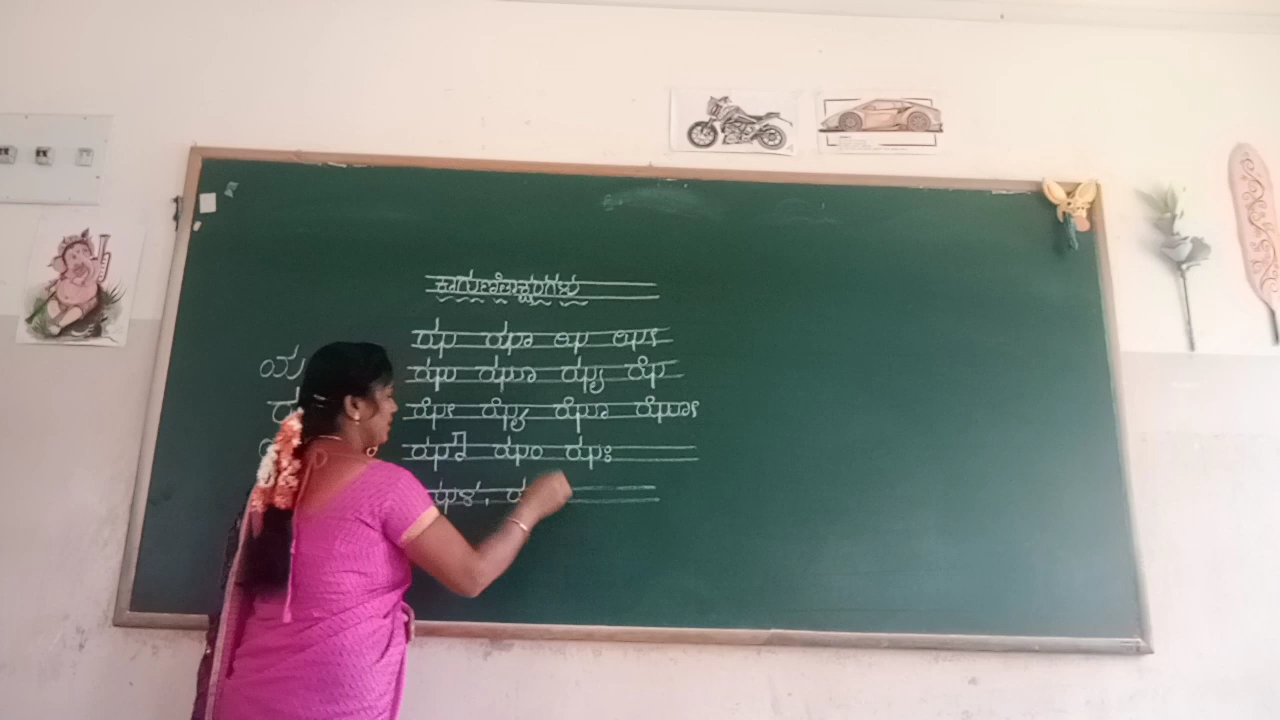 ಕಾಗುಣಿತಾಕ್ಷರಗಳು
ಭ ಭಾ ಭಿ ಭೀ
ಯ ಭು ಭೂ ಭೃ ಭೆ
ಭೇ ಭೈ ಭೊ ಭೋ
ಭೌ ಭಂ ಭಃ